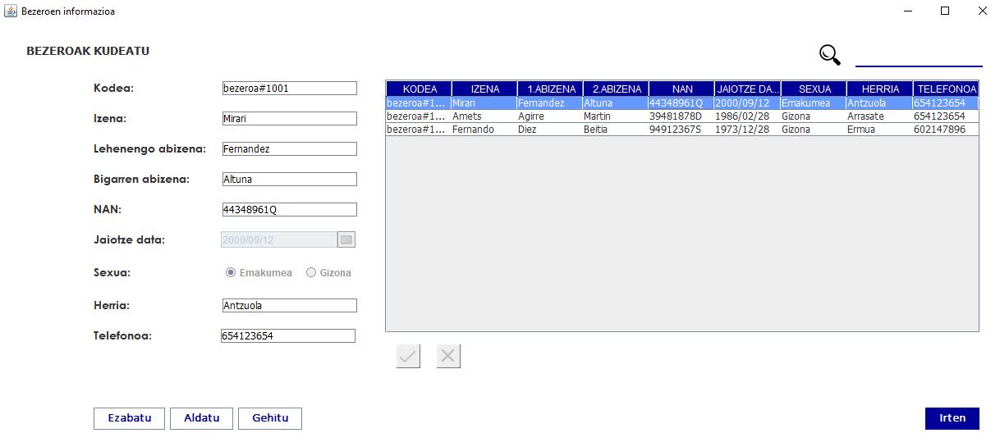 Bezeroen informazioa
BEZEROAK KUDEATU
Kodea: bezeroa#1001
Izena: Mirari
Lehenengo abizena: Fernandez
Bigarren abizena: Altuna
NAN: 44348961Q
Jaiotze data: 2000/09/12
Sexua: Emakumea Gizona
Herria: Antzuola
Telefonoa: 654123654
KODEA IZENA 1.ABIZENA 2.ABIZENA NAN JAIOTZE DA... SEXUA HERRIA TELEFONOA
bezeroa#1... Mirari Fernandez Altuna 44348961Q 2000/09/12 Emakumea Antzuola 654123654
bezeroa#1... Amets Agirre Martin 39481878D 1986/02/28 Gizona Arrasate 654123654
bezeroa#1... Fernando Diez Beitia 94912367S 1973/12/28 Gizona Ermua 602147896
Ezabatu Aldatu Gehitu Irten